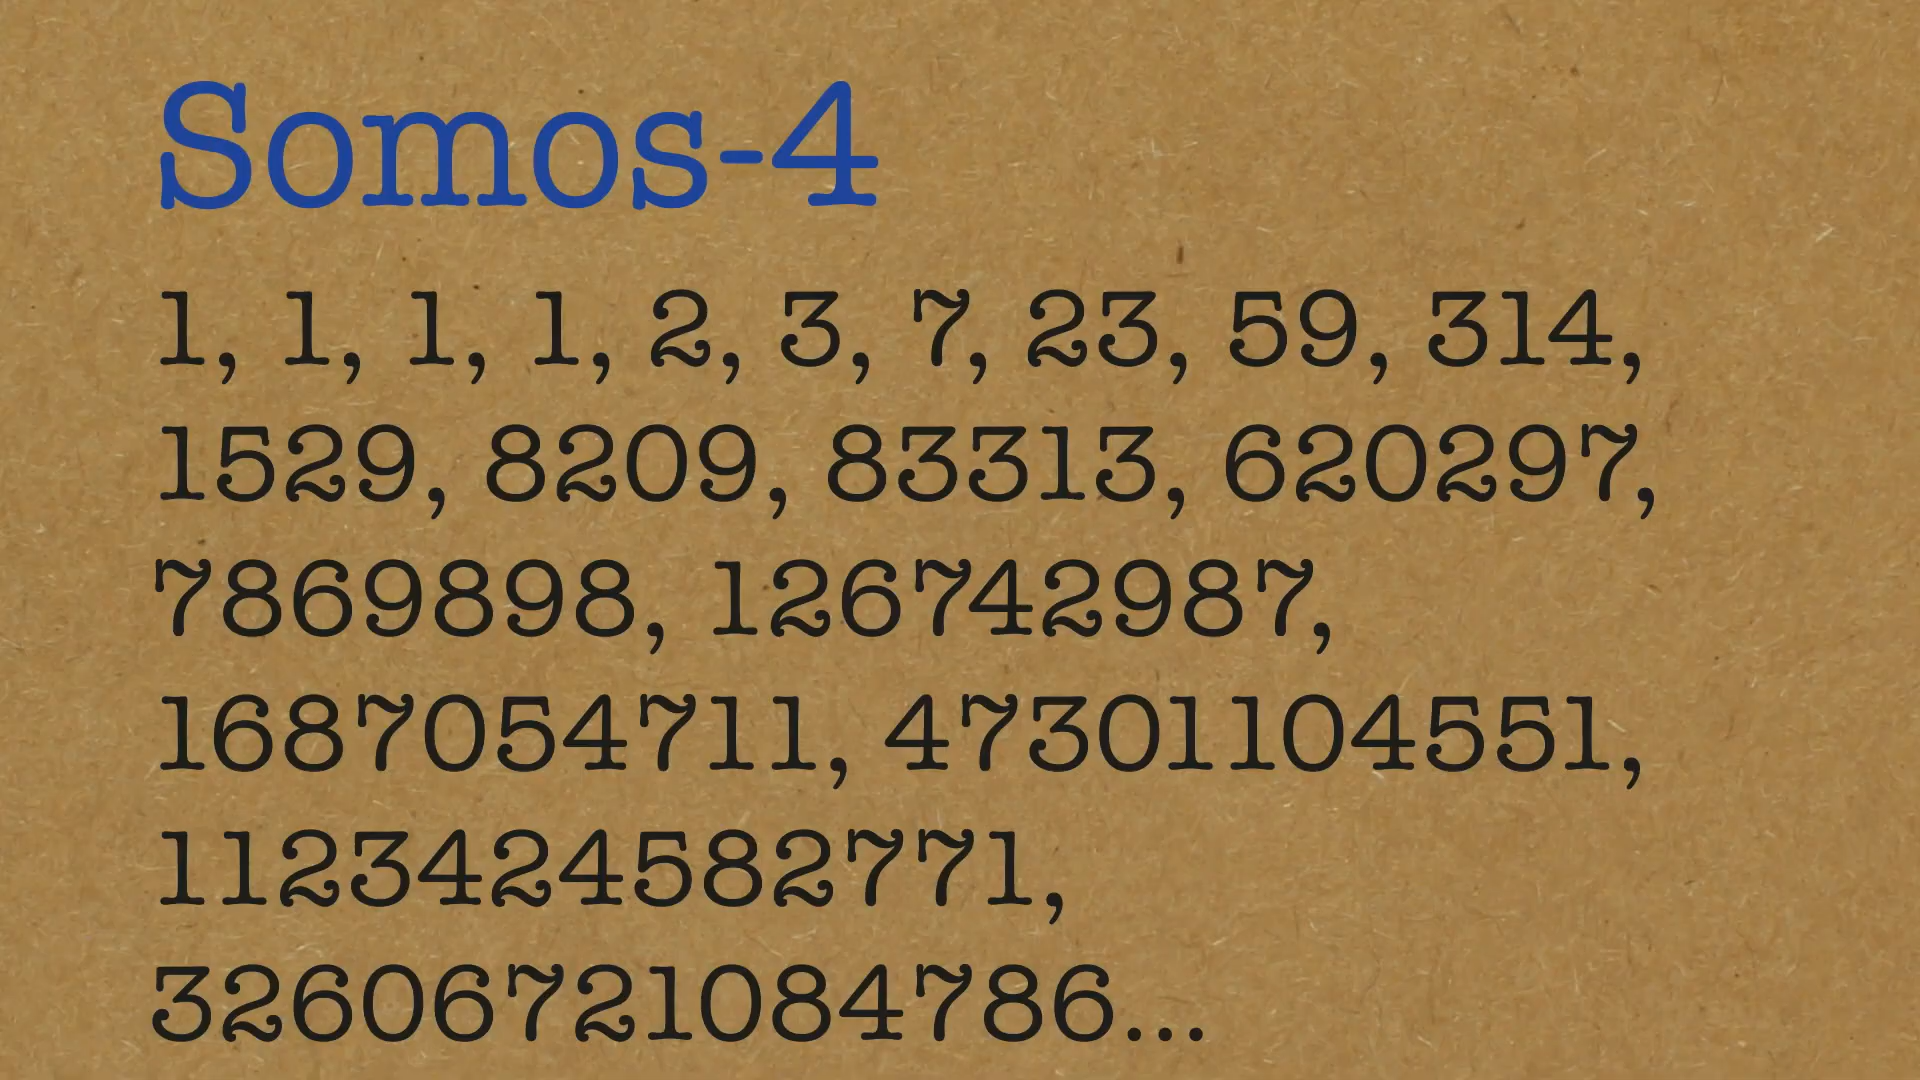 Somos-4
1, 1, 1, 1, 2, 3, 7, 23, 59, 314,
1529, 8209, 83313, 620297,
7869898, 126742987,
1687054711, 47301104551,
1123424582771,
32606721084786...